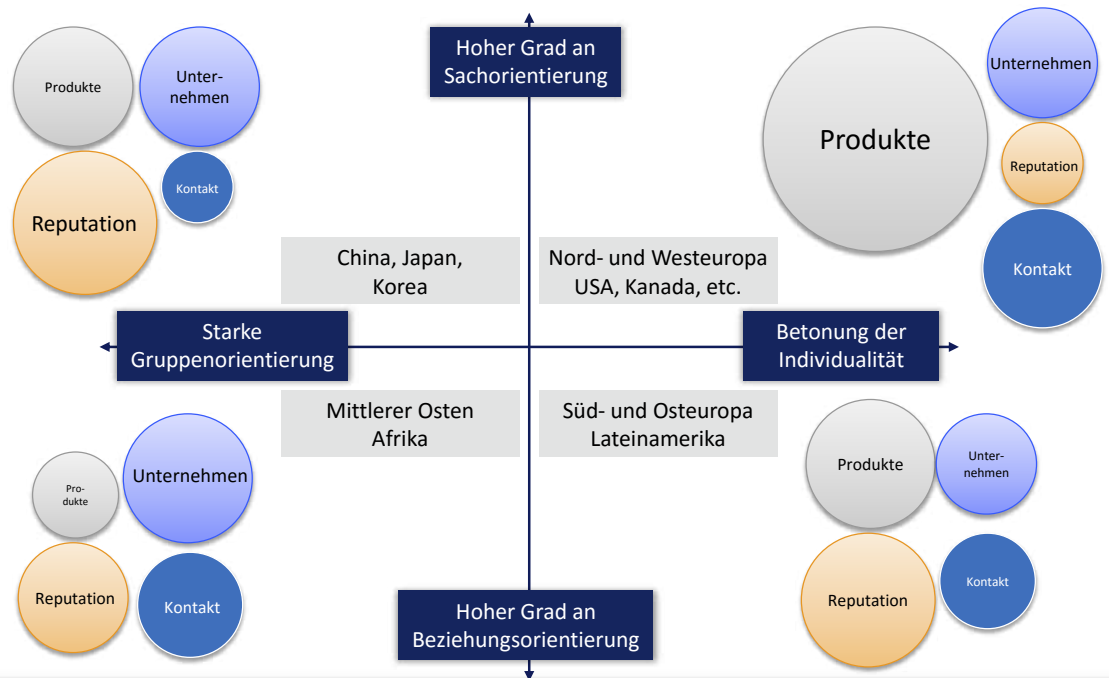 Hoher Grad an
Sachorientierung
Produkte
Unter-
nehmen
Reputation
Kontakt
Produkte
Unternehmen
Reputation
Kontakt
China, Japan,
Korea
Nord- und Westeuropa
USA, Kanada, etc.
Starke
Gruppenorientierung
Betonung der
Individualität
Mittlerer Osten
Afrika
Süd- und Osteuropa
Lateinamerika
Pro-
dukte
Unternehmen
Reputation
Kontakt
Produkte
Unter-
nehmen
Reputation
Kontakt
Hoher Grad an
Beziehungsorientierung